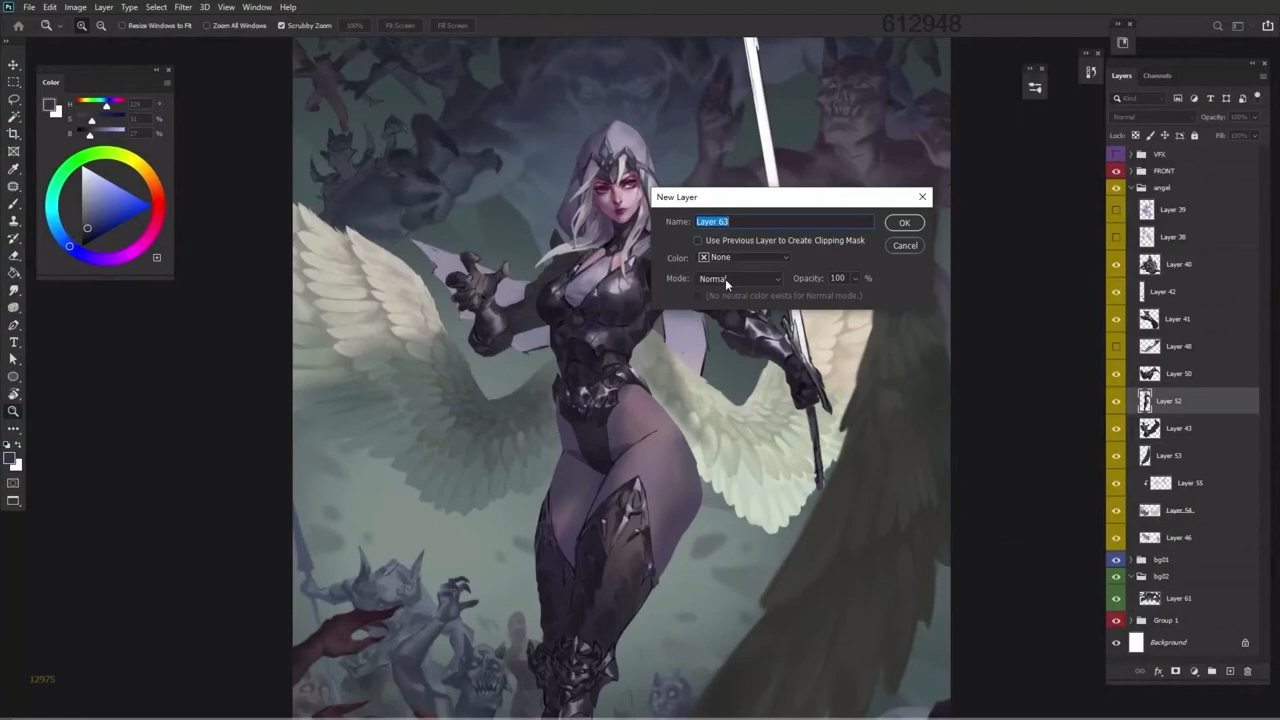 Ps File Edit Image Layer Type Select Filter 3D View Window Help
612948
Resize Windows to Fit Zoom All Windows Scrubby Zoom 100% Fit Screen Fill Screen
Color
H 229 °
S 31 %
B 27 %
New Layer
Name: Layer 63 OK
Use Previous Layer to Create Clipping Mask Cancel
Color: None
Mode: Normal Opacity: 100 %
(No neutral color exists for Normal mode.)
Layers Channels
Kind
Normal Opacity: 100%
Lock: Fill: 100%
VFX
FRONT
angel
Layer 39
Layer 38
Layer 40
Layer 42
Layer 41
Layer 48
Layer 50
Layer 52
Layer 43
Layer 53
Layer 55
Layer 54
Layer 46
bg01
bg02
Layer 61
Group 1
Background
fx
12975